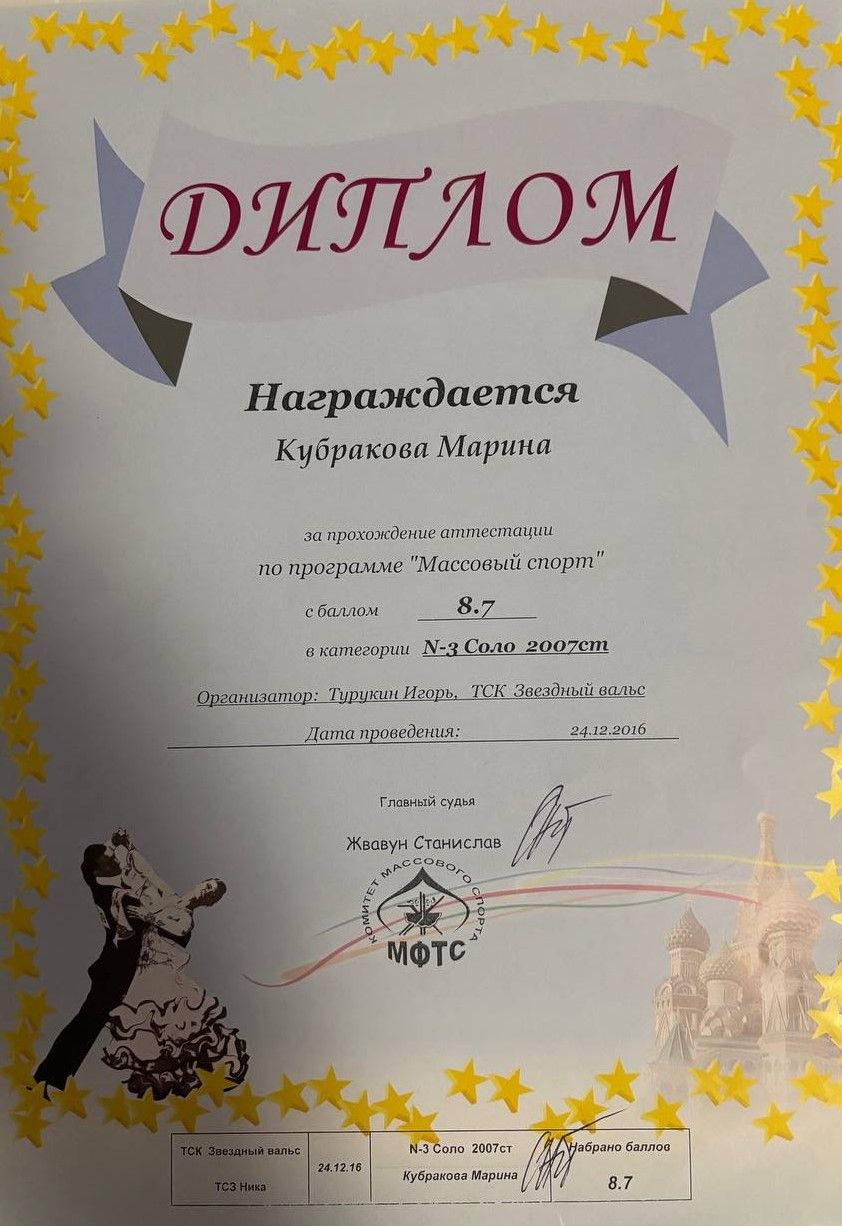 ДИПЛОМ
Награждается
Кубракова Марина
за прохождение аттестации
по программе "Массовый спорт"
с баллом 8.7
в категории N-3 Соло 2007ст
Организатор: Турукин Игорь, ТСК Звездный вальс
Дата проведения: 24.12.2016
Главный судья
Жвавун Станислав
КОМИТЕТ МАССОВОГО СПОРТА
МФТС
ТСК Звездный вальс
ТСЗ Ника
24.12.16
N-3 Соло 2007ст
Кубракова Марина
Набрано баллов
8.7